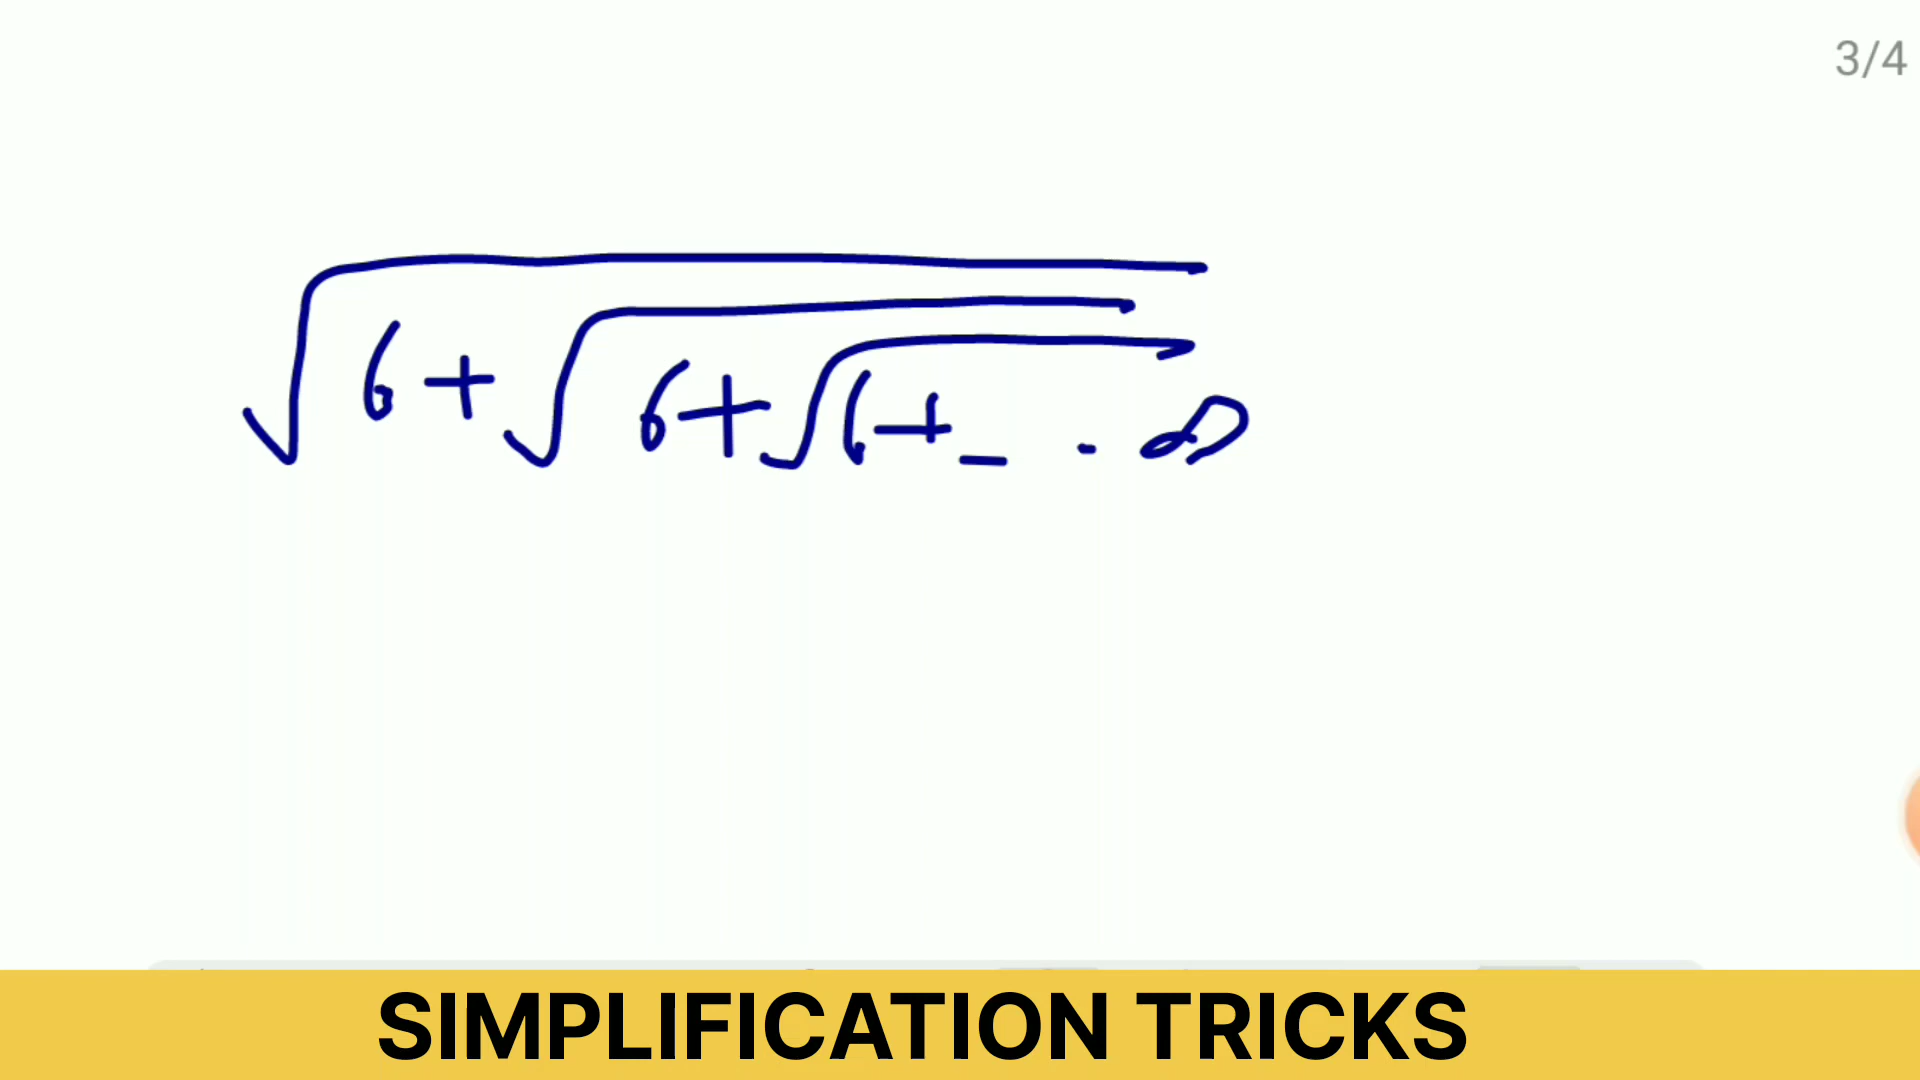 3/4
√6+√6+√6+_ . ∞
SIMPLIFICATION TRICKS